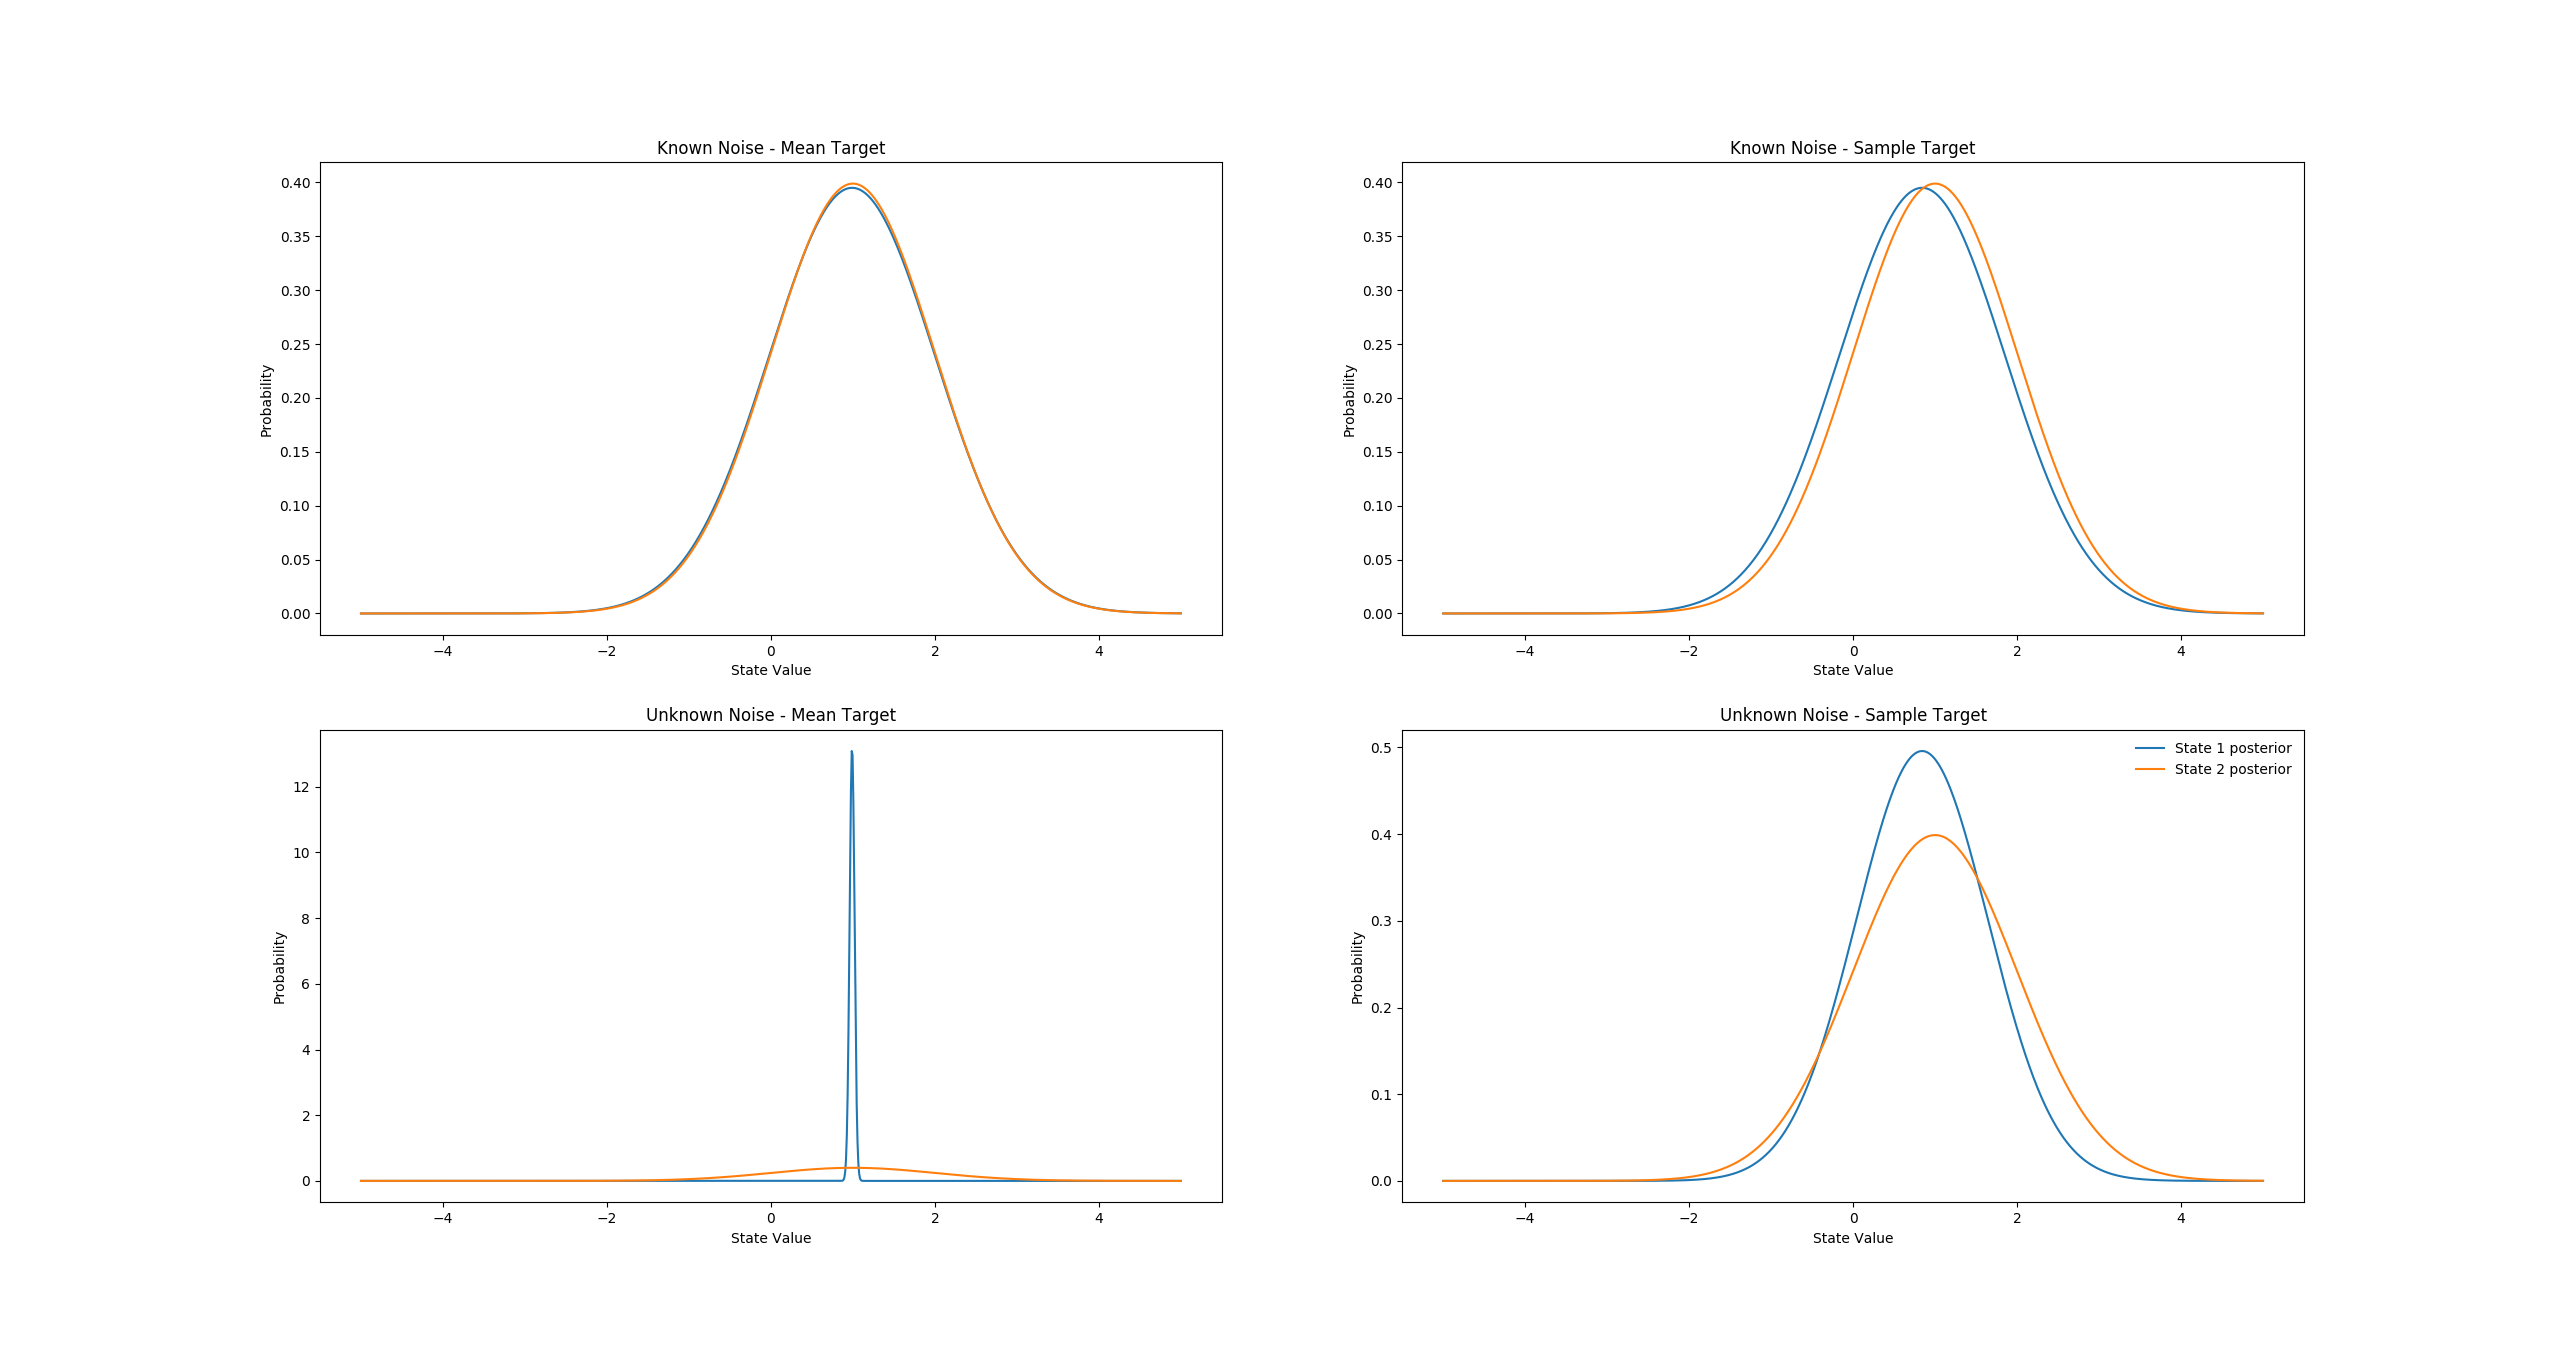 Known Noise - Mean Target
0.40
0.35
0.30
0.25
0.20
0.15
0.10
0.05
0.00
Probability
−4 −2 0 2 4
State Value
Known Noise - Sample Target
0.40
0.35
0.30
0.25
0.20
0.15
0.10
0.05
0.00
Probability
−4 −2 0 2 4
State Value
Unknown Noise - Mean Target
12
10
8
6
4
2
0
Probability
−4 −2 0 2 4
State Value
Unknown Noise - Sample Target
State 1 posterior
State 2 posterior
0.5
0.4
0.3
0.2
0.1
0.0
Probability
−4 −2 0 2 4
State Value